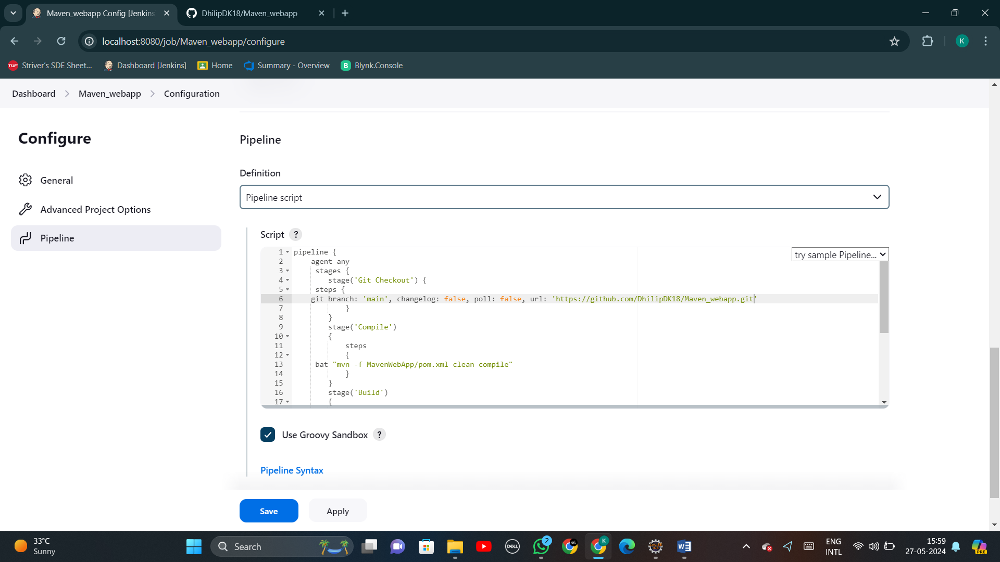 Maven_webapp Config [Jenkins
DhilipDK18/Maven_webapp
localhost:8080/job/Maven_webapp/configure
K
TUF Striver's SDE Sheet...
Dashboard [Jenkins]
Home
Summary - Overview
B Blynk.Console
Dashboard > Maven_webapp > Configuration
Configure
General
Advanced Project Options
Pipeline
Pipeline
Definition
Pipeline script
Script ?
try sample Pipeline...
1 pipeline {
2 agent any
3 stages {
4 stage('Git Checkout') {
5 steps {
6 git branch: 'main', changelog: false, poll: false, url: 'https://github.com/DhilipDK18/Maven_webapp.git'
7 }
8 }
9 stage('Compile')
10 {
11 steps
12 {
13 bat "mvn -f MavenWebApp/pom.xml clean compile"
14 }
15 }
16 stage('Build')
17 {
Use Groovy Sandbox ?
Pipeline Syntax
Save
Apply
33°C
Sunny
Search
DELL
2
K
ENG
INTL
15:59
27-05-2024
PRE